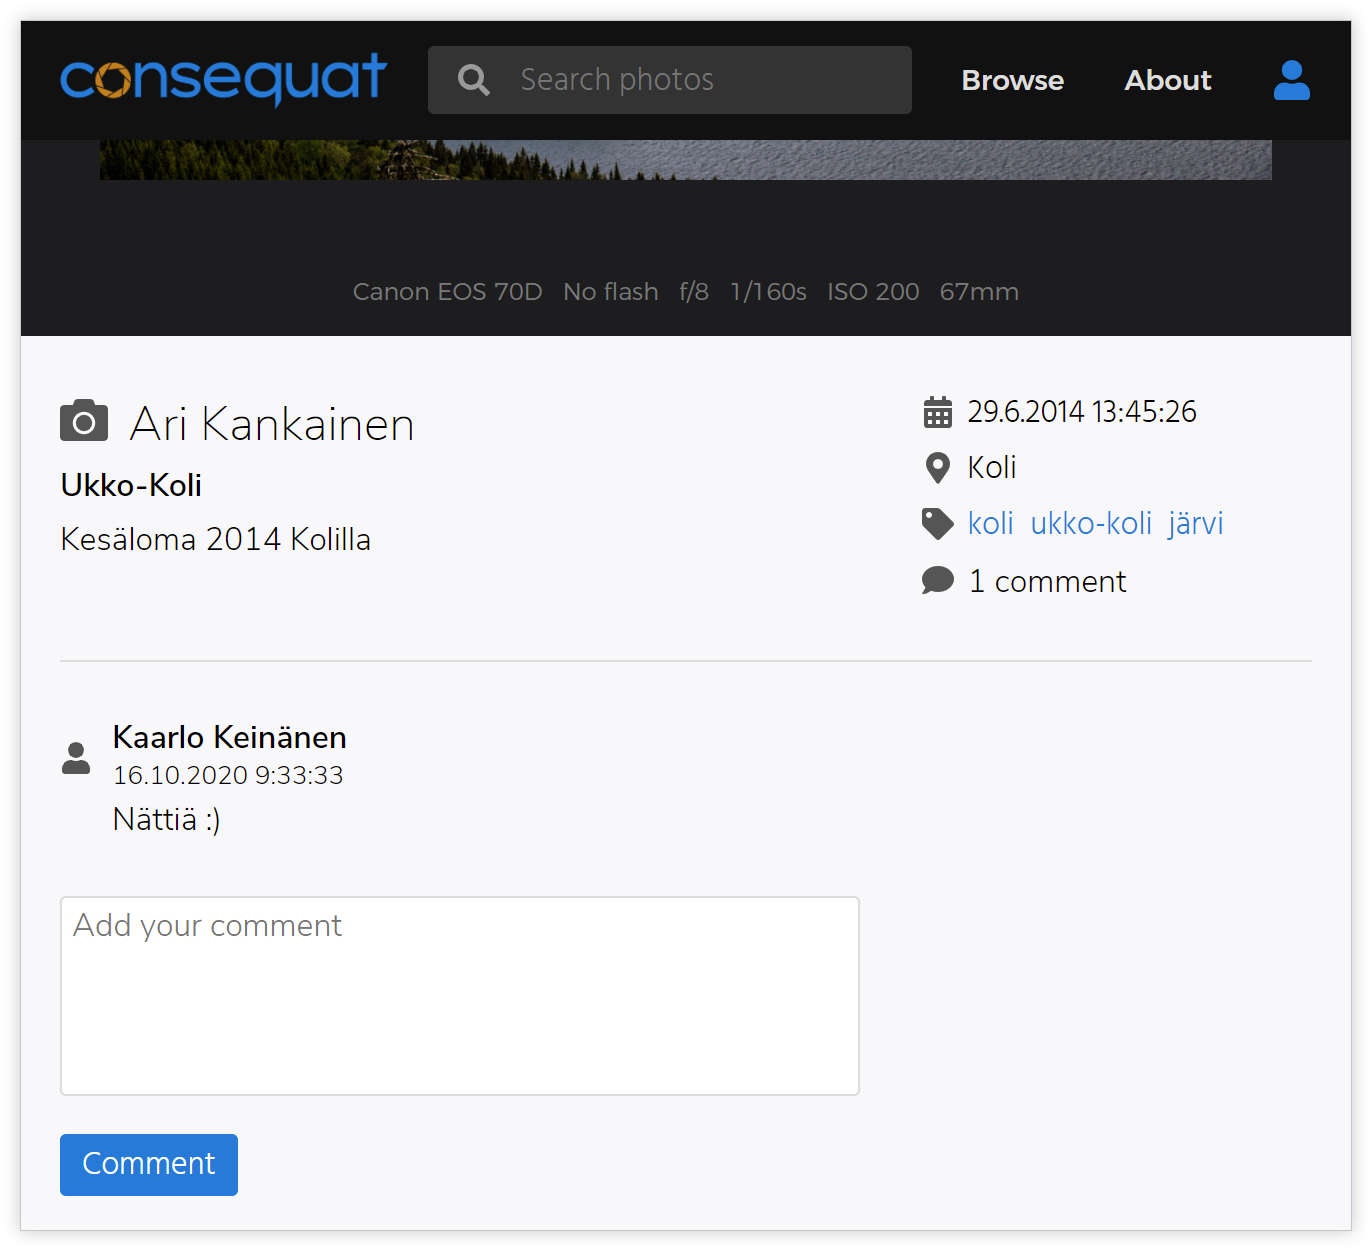 consequat
Search photos
Browse
About
Canon EOS 70D No flash f/8 1/160s ISO 200 67mm
Ari Kankainen
Ukko-Koli
Kesäloma 2014 Kolilla
29.6.2014 13:45:26
Koli
koli ukko-koli järvi
1 comment
Kaarlo Keinänen
16.10.2020 9:33:33
Nättiä :)
Add your comment
Comment